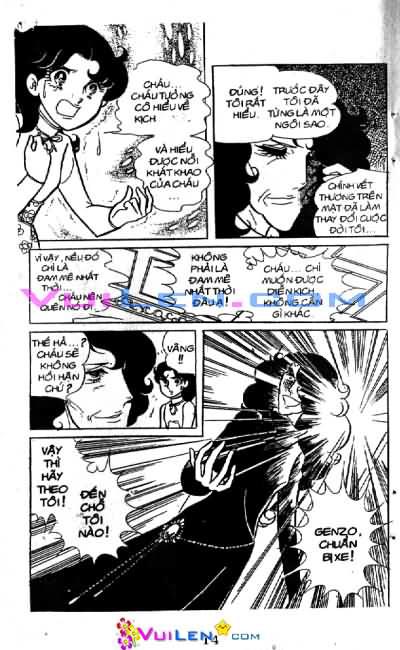 CHÁU...
CHÁU TƯỞNG
CÔ HIỂU VỀ
KỊCH
VÀ HIỂU
ĐƯỢC NỖI
KHÁT KHAO
CỦA CHÁU...
ĐÚNG!
TÔI RẤT
HIỂU.
TRƯỚC ĐÂY
TÔI ĐÃ
TỪNG LÀ MỘT
NGÔI SAO.
CHÍNH VẾT
THƯƠNG TRÊN
MẶT ĐÃ LÀM
THAY ĐỔI CUỘC
ĐỜI TÔI...
VÌ VẬY, NẾU ĐÓ
CHỈ LÀ
ĐAM MÊ NHẤT
THỜI...
CHÁU NÊN
QUÊN NÓ ĐI
KHÔNG
PHẢI LÀ
ĐAM MÊ
NHẤT THỜI
ĐÂU Ạ!
CHÁU... CHỈ
MUỐN ĐƯỢC
DIỄN KỊCH
KHÔNG CẦN
GÌ KHÁC.
VuiLen.com
THẾ HẢ...?
CHÁU SẼ
KHÔNG
HỐI HẬN
CHỨ?
VÂNG
!!
VẬY
THÌ
HÃY
THEO
TÔI!
ĐẾN
CHỖ
TÔI
NÀO!
GENZO,
CHUẨN
BỊ XE!
14
VuiLen.com